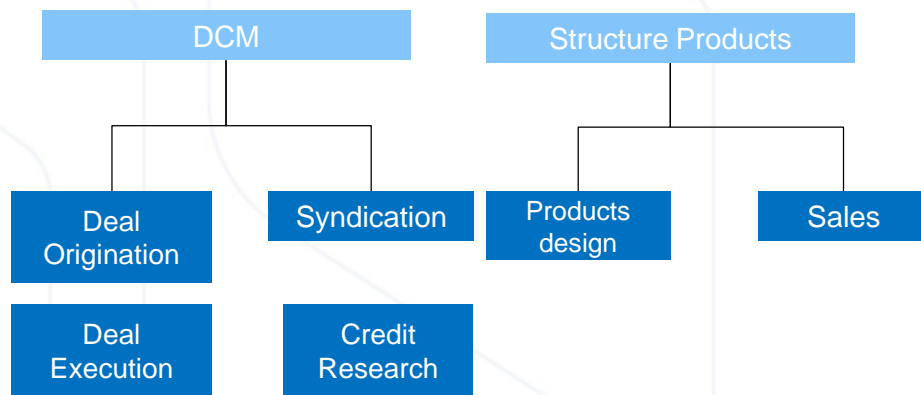 DCM
Structure Products
Deal
Origination
Syndication
Products
design
Sales
Deal
Execution
Credit
Research